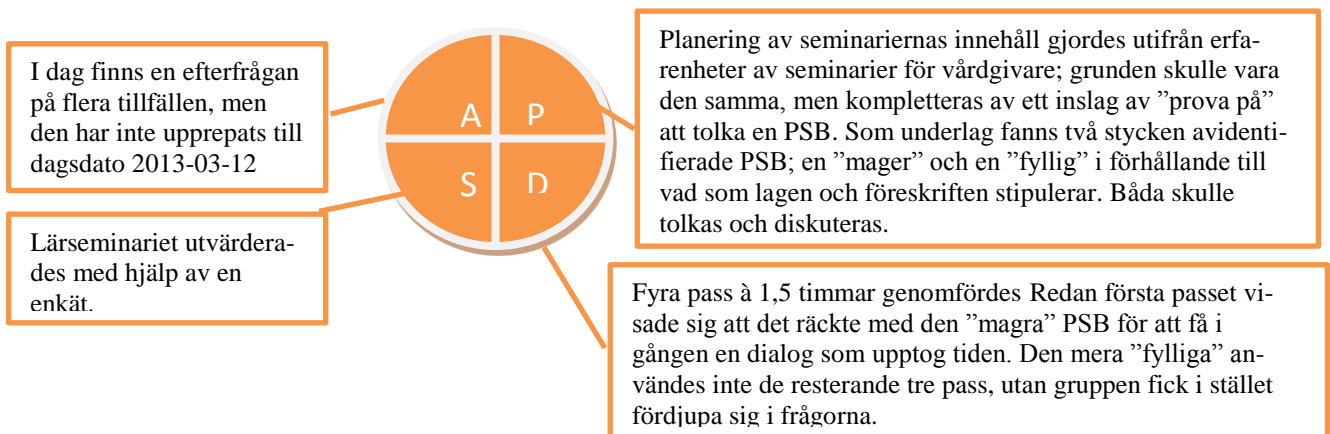 I dag finns en efterfrågan
på flera tillfällen, men
den har inte upprepats till
dagsdato 2013-03-12
Lärseminariet utvärdera-
des med hjälp av en
enkät.
A P
S D
Planering av seminariernas innehåll gjordes utifrån erfa-
renheter av seminarier för vårdgivare; grunden skulle vara
den samma, men kompletteras av ett inslag av ”prova på”
att tolka en PSB. Som underlag fanns två stycken avidenti-
fierade PSB; en ”mager” och en ”fyllig” i förhållande till
vad som lagen och föreskriften stipulerar. Båda skulle
tolkas och diskuteras.
Fyra pass à 1,5 timmar genomfördes Redan första passet vi-
sade sig att det räckte med den ”magra” PSB för att få i
gången en dialog som upptog tiden. Den mera ”fylliga” an-
vändes inte de resterande tre pass, utan gruppen fick i stället
fördjupa sig i frågorna.